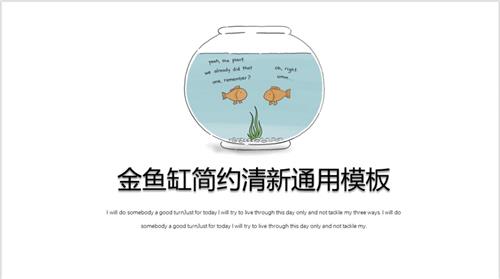 yeah, the plant
we already did that
one, remember?
oh, right.
umm...
金鱼缸简约清新通用模板
I will do somebody a good turnJust for today I will try to live through this day only and not tackle my three ways. I will do
somebody a good turnJust for today I will try to live through this day only and not tackle my.